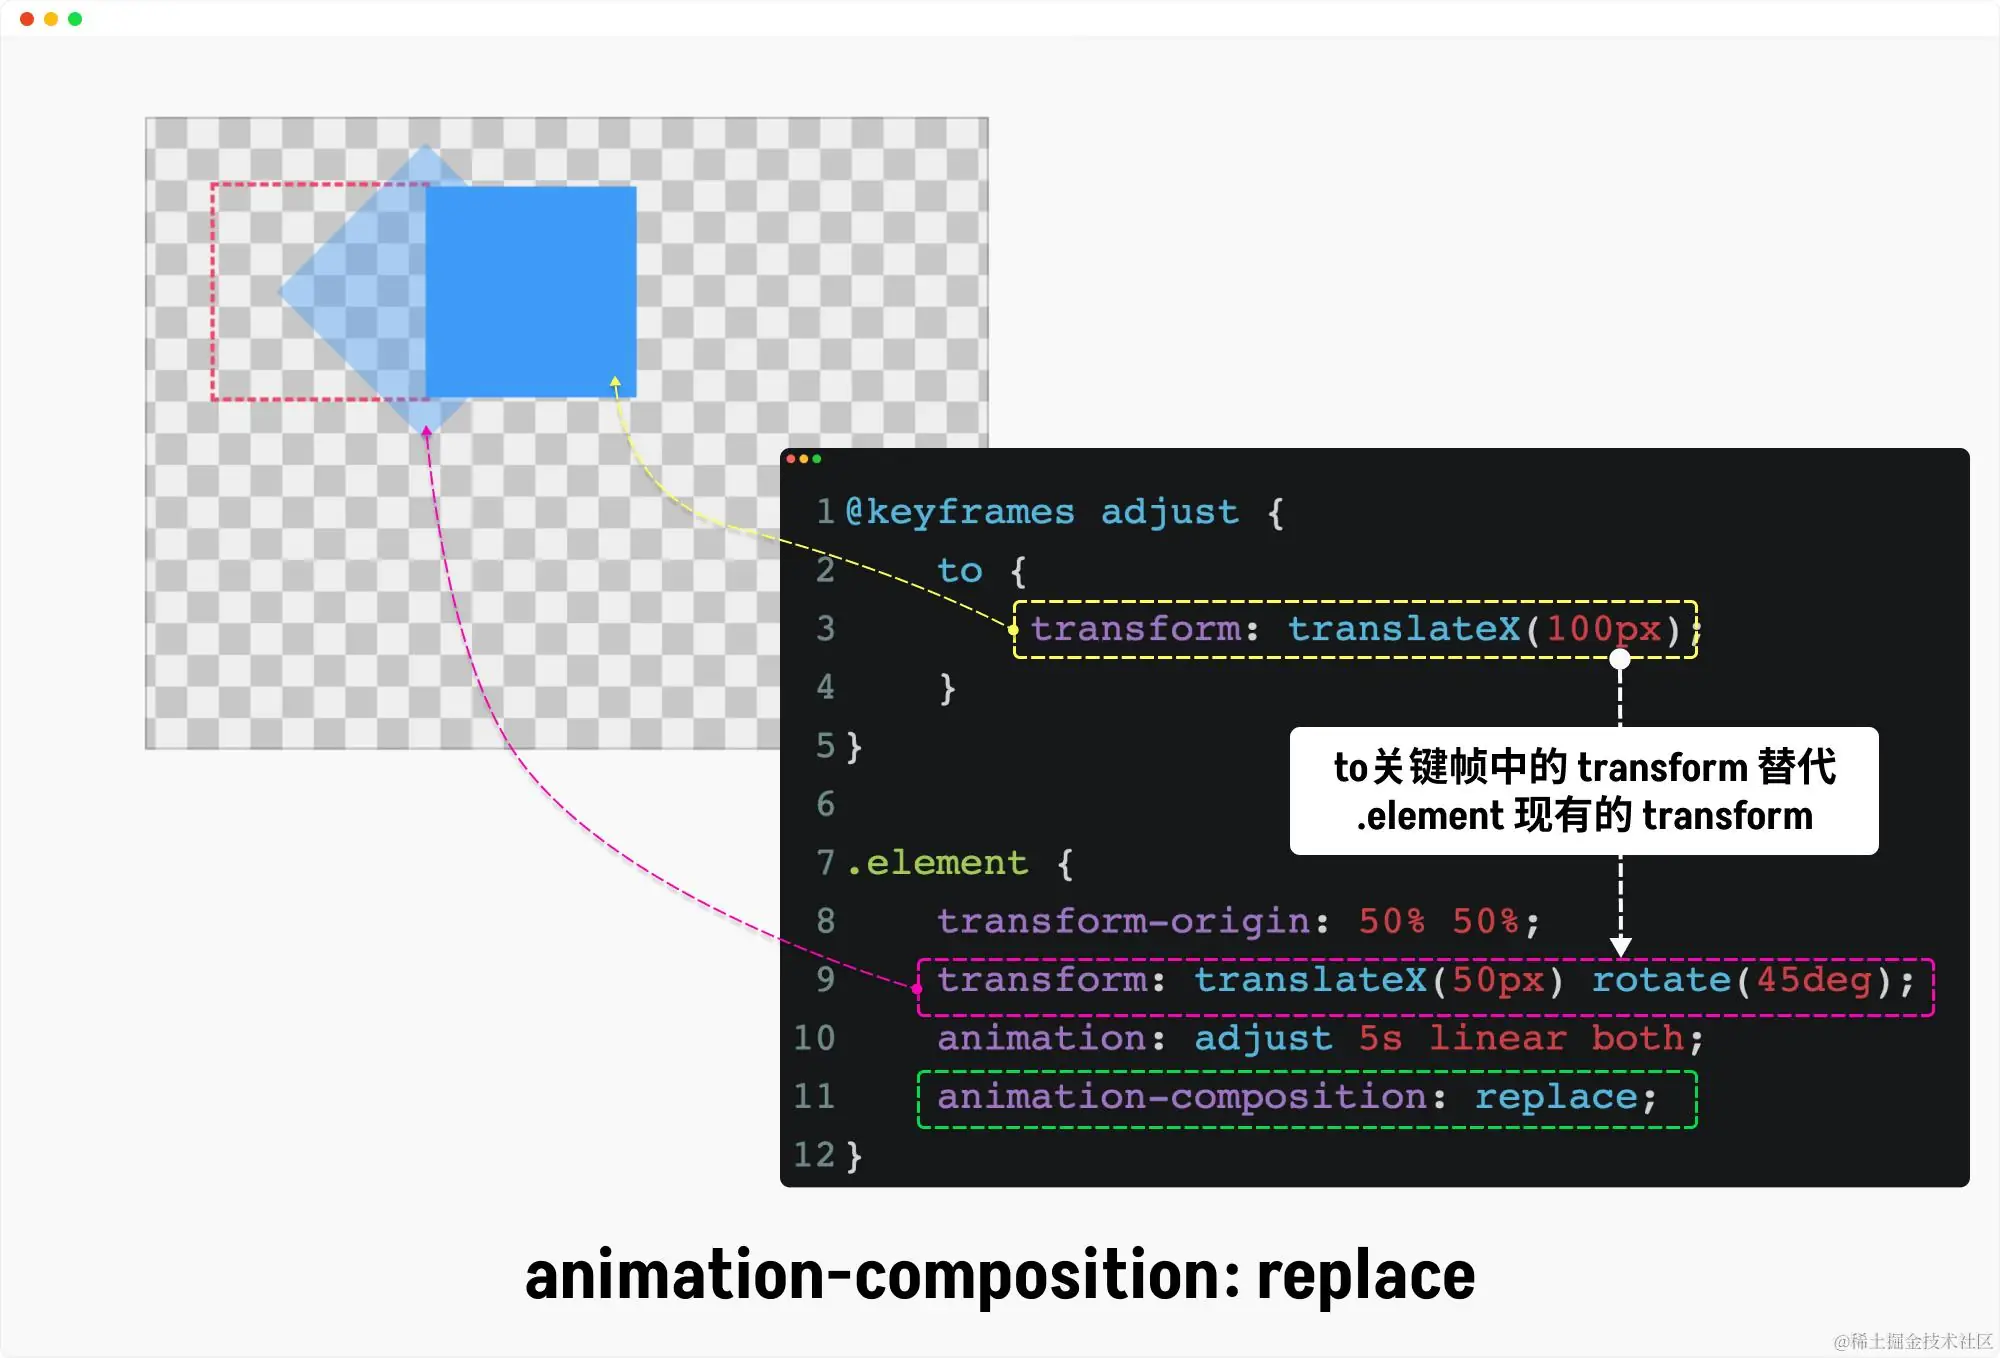 1 @keyframes adjust {
2 to {
3 transform: translateX(100px);
4 }
5 }
6
7 .element {
8 transform-origin: 50% 50%;
9 transform: translateX(50px) rotate(45deg);
10 animation: adjust 5s linear both;
11 animation-composition: replace;
12 }
to关键帧中的 transform 替代
.element 现有的 transform
animation-composition: replace
@稀土掘金技术社区